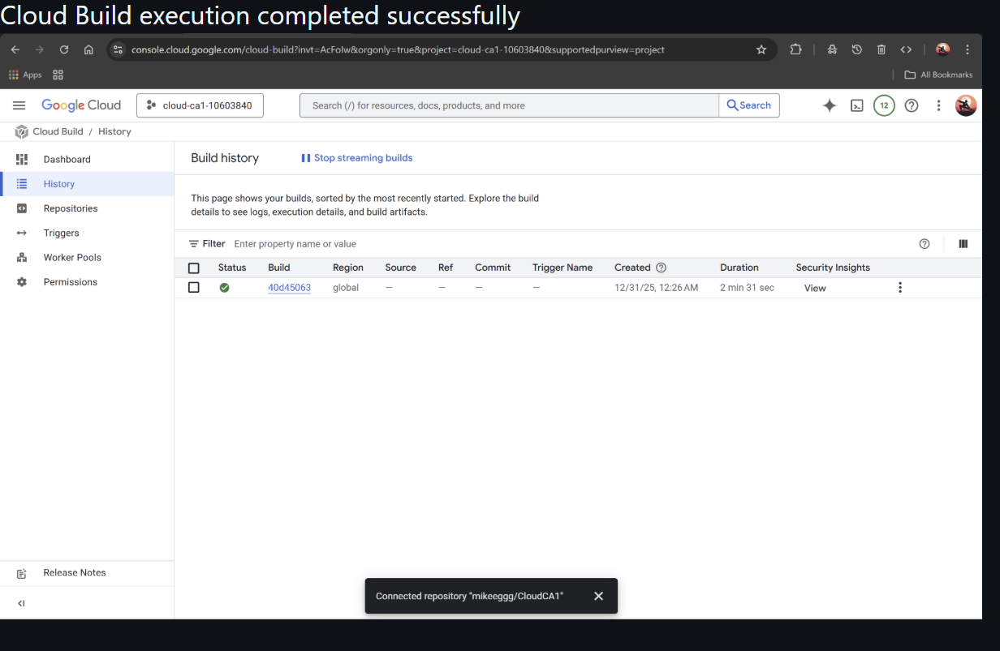 Cloud Build execution completed successfully
console.cloud.google.com/cloud-build?invt=AcFoIw&orgonly=true&project=cloud-ca1-10603840&supportedpurview=project
Apps
All Bookmarks
Google Cloud
cloud-ca1-10603840
Search (/) for resources, docs, products, and more
Search
12
Cloud Build / History
Dashboard
History
Repositories
Triggers
Worker Pools
Permissions
Release Notes
Build history
Stop streaming builds
This page shows your builds, sorted by the most recently started. Explore the build
details to see logs, execution details, and build artifacts.
Filter Enter property name or value
Status Build Region Source Ref Commit Trigger Name Created Duration Security Insights
40d45063 global — — — — 12/31/25, 12:26 AM 2 min 31 sec View
Connected repository "mikeeggg/CloudCA1"